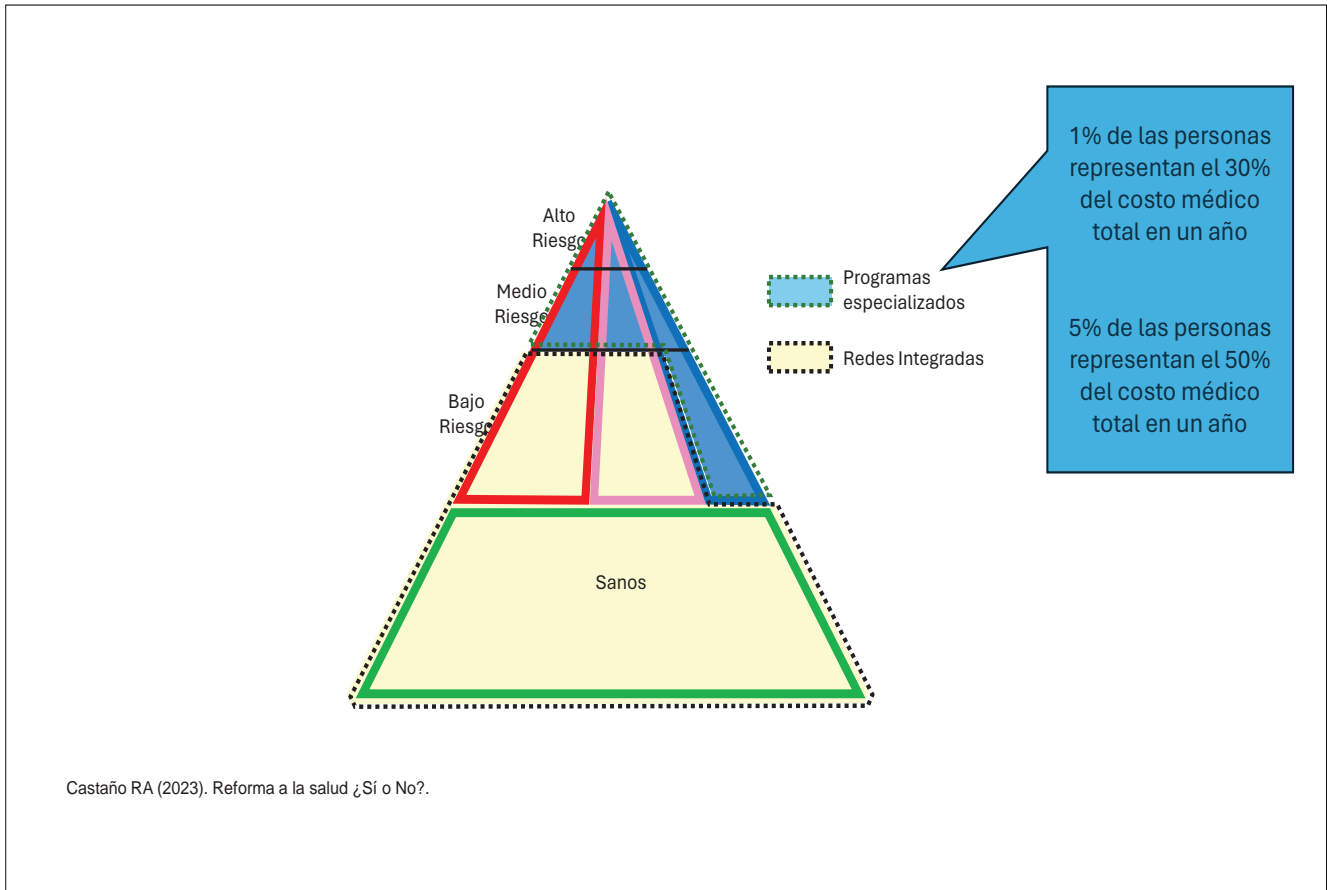 1% de las personas
representan el 30%
del costo médico
total en un año
5% de las personas
representan el 50%
del costo médico
total en un año
Alto
Riesgo
Medio
Riesgo
Bajo
Riesgo
Programas
especializados
Redes Integradas
Sanos
Castaño RA (2023). Reforma a la salud ¿Sí o No?.